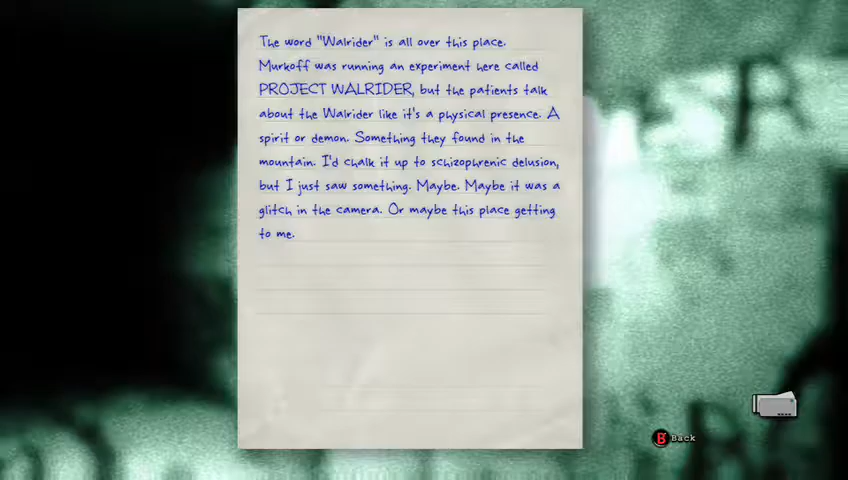 The word "Walrider" is all over this place.
Murkoff was running an experiment here called
PROJECT WALRIDER, but the patients talk
about the Walrider like it's a physical presence. A
spirit or demon. Something they found in the
mountain. I'd chalk it up to schizophrenic delusion,
but I just saw something. Maybe. Maybe it was a
glitch in the camera. Or maybe this place getting
to me.
B Back